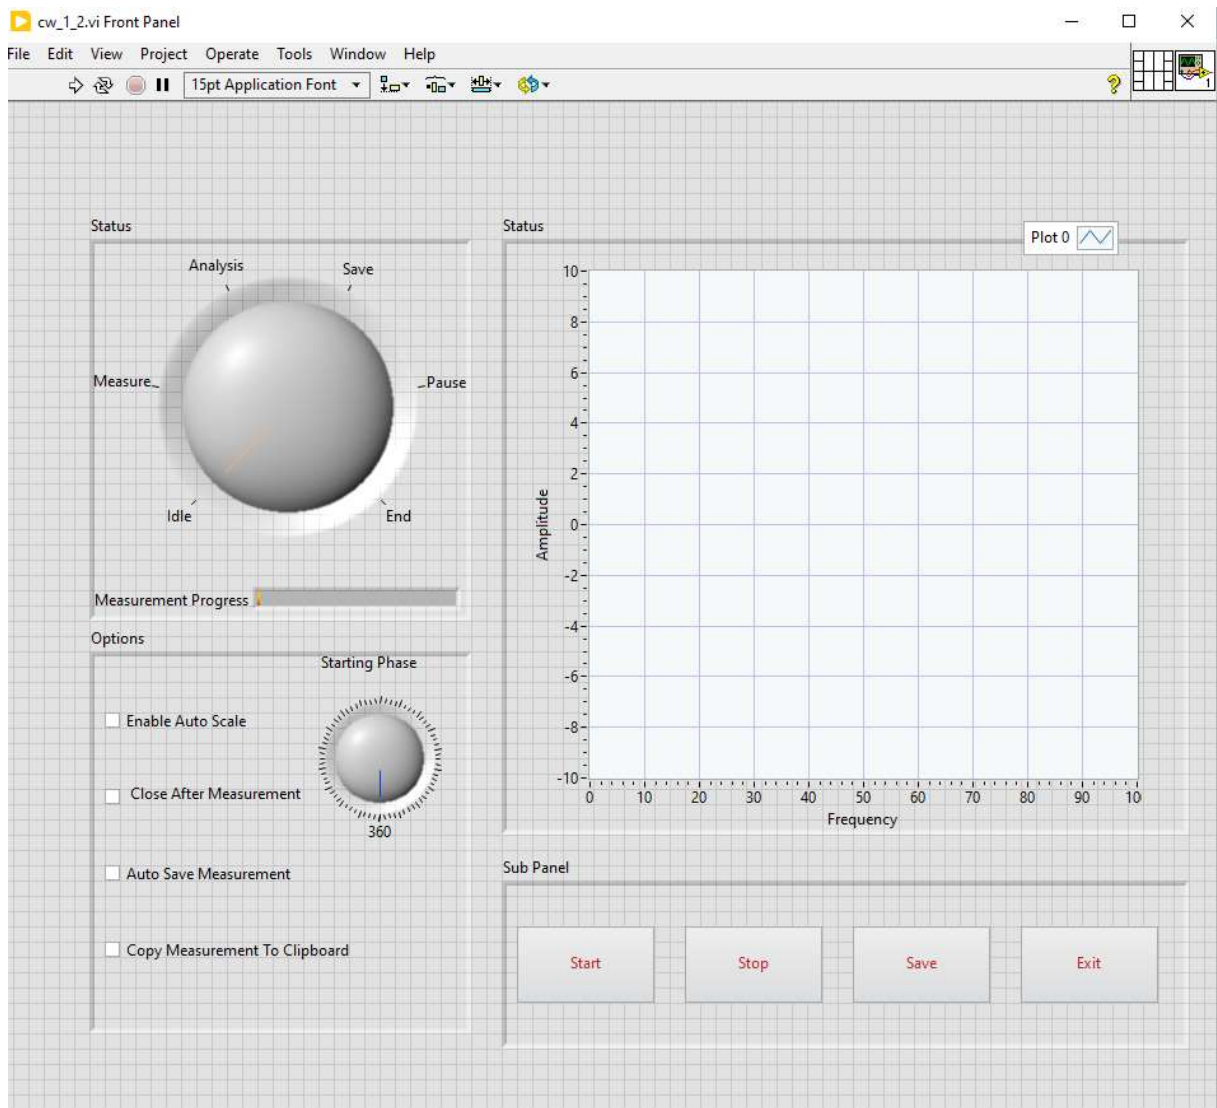 cw_1_2.vi Front Panel
File Edit View Project Operate Tools Window Help
15pt Application Font
?
1
Status
Analysis
Save
Measure
Pause
Idle
End
Measurement Progress
Options
Starting Phase
360
Enable Auto Scale
Close After Measurement
Auto Save Measurement
Copy Measurement To Clipboard
Status
Plot 0
10
8
6
4
2
0
-2
-4
-6
-8
-10
Amplitude
0 10 20 30 40 50 60 70 80 90 10
Frequency
Sub Panel
Start Stop Save Exit